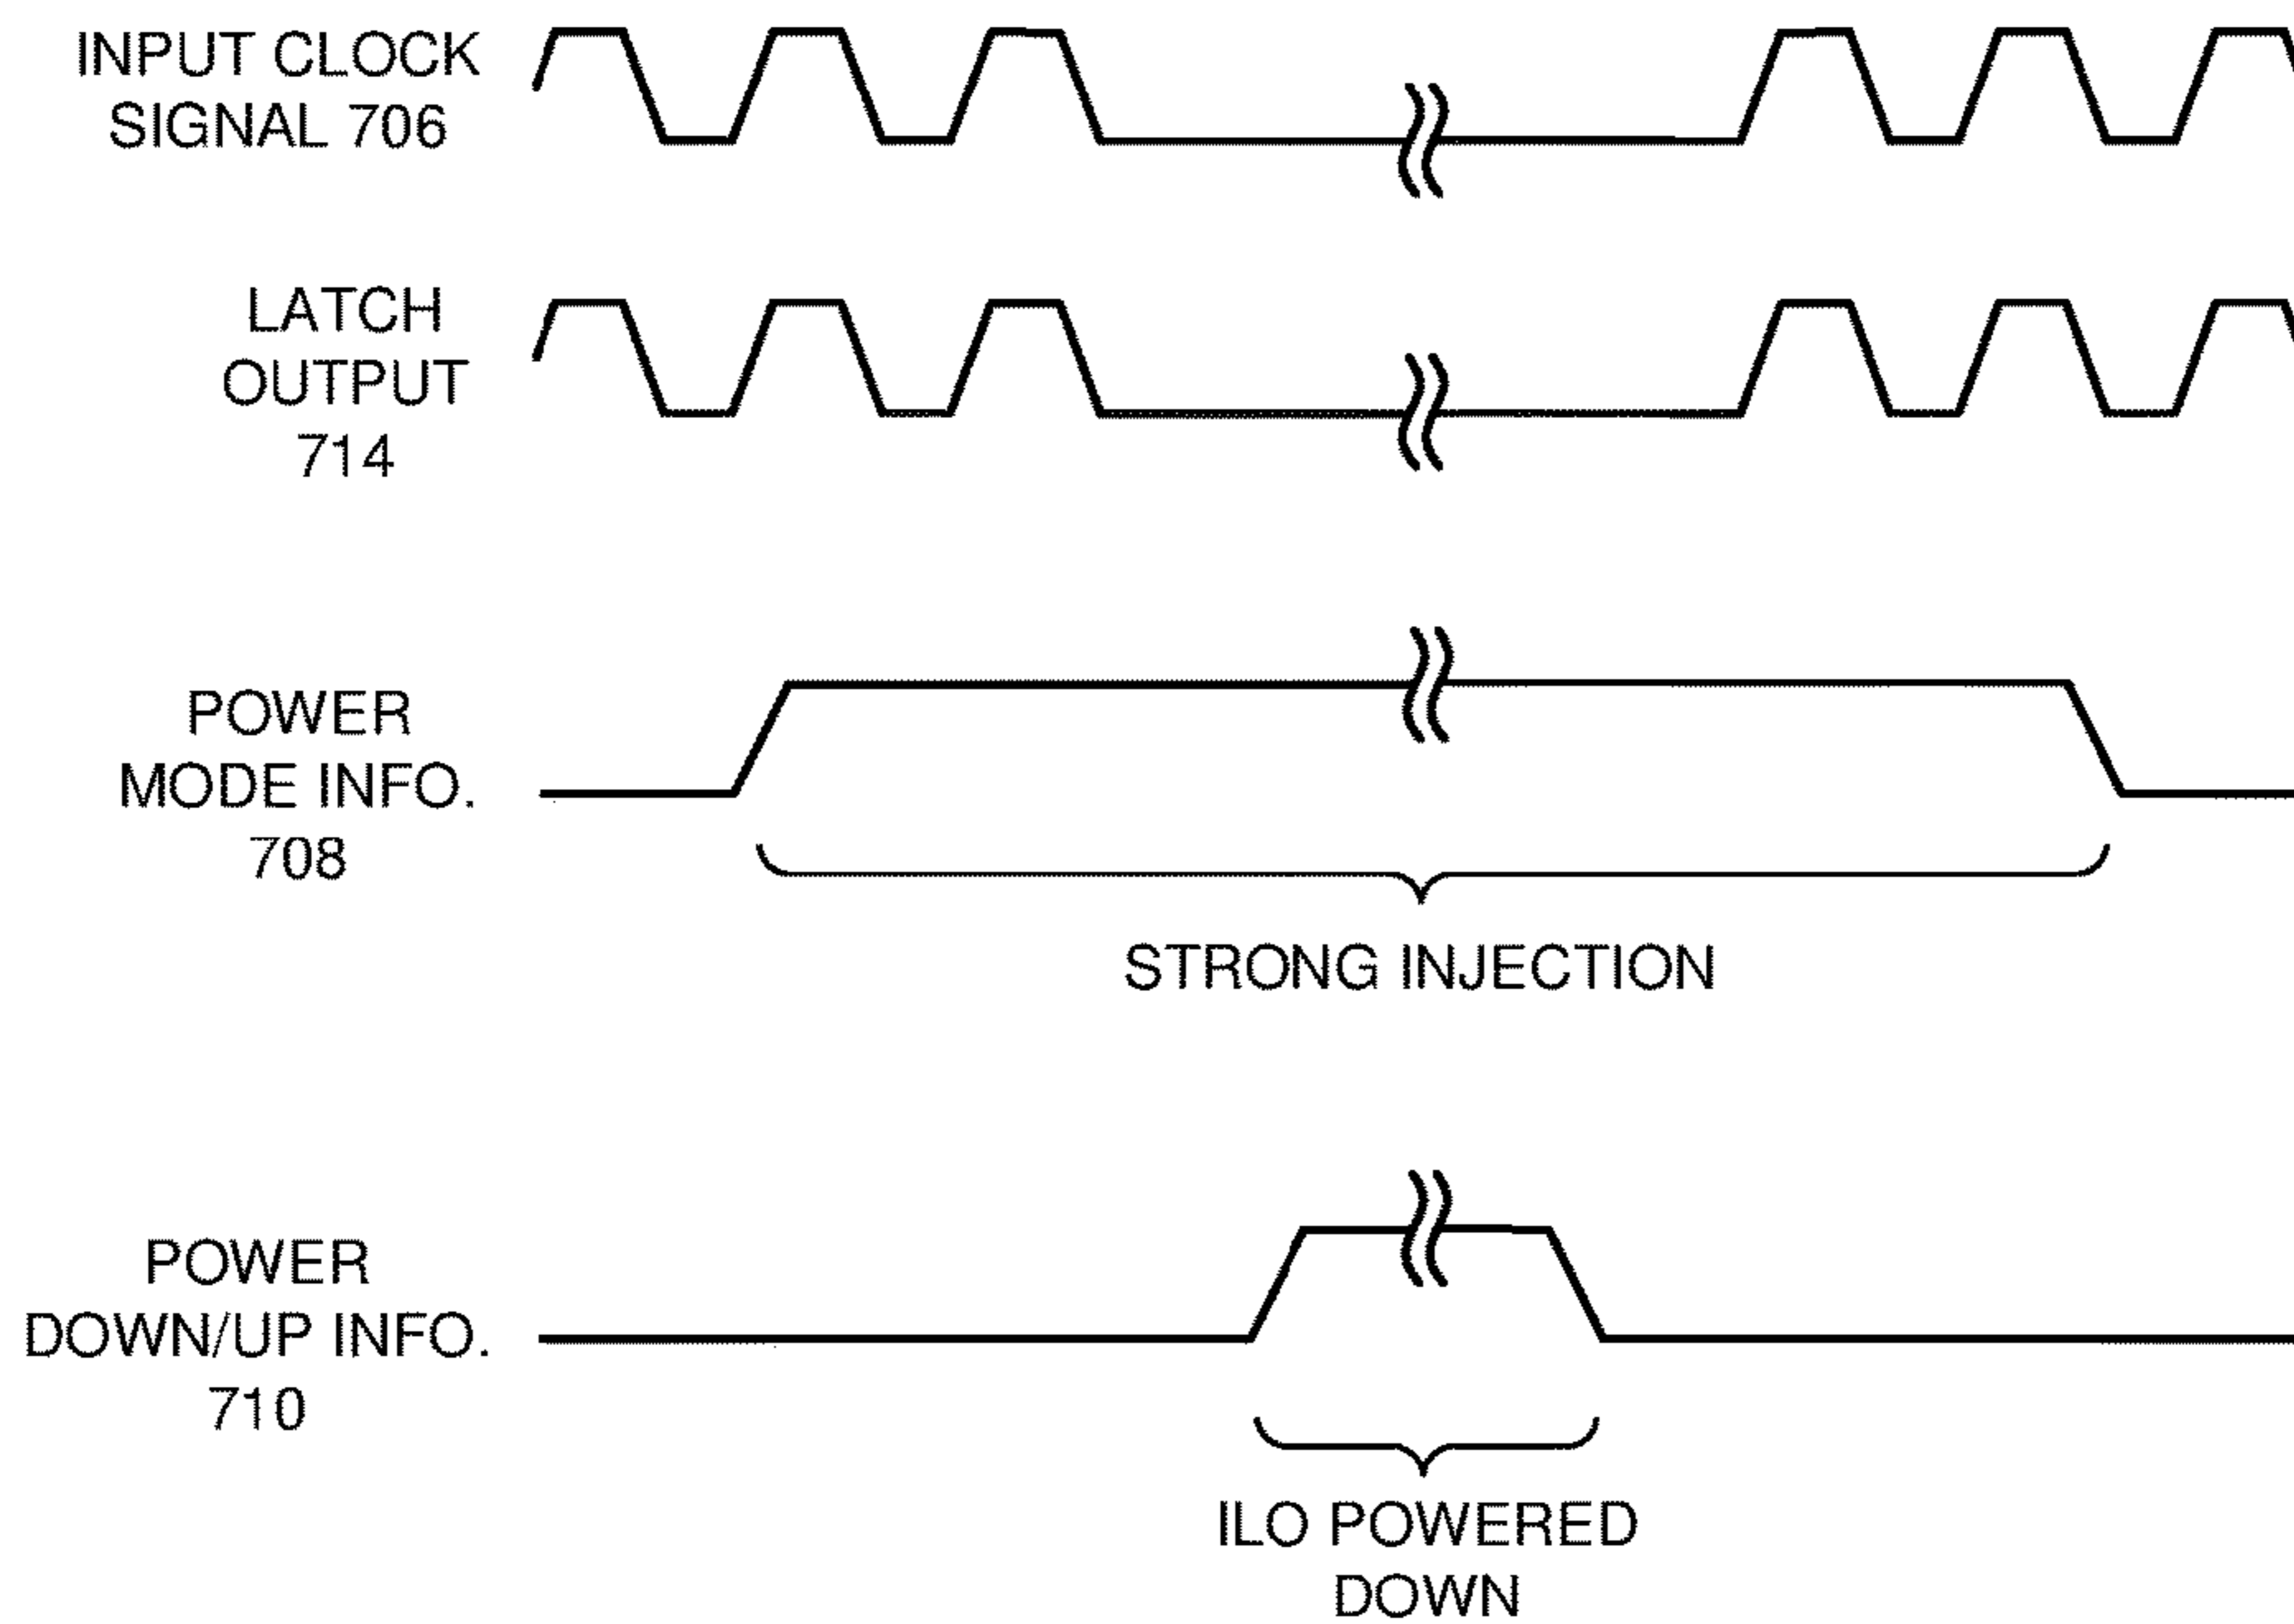 INPUT CLOCK
SIGNAL 706
LATCH
OUTPUT
714
POWER
MODE INFO.
708
STRONG INJECTION
POWER
DOWN/UP INFO.
710
ILO POWERED
DOWN